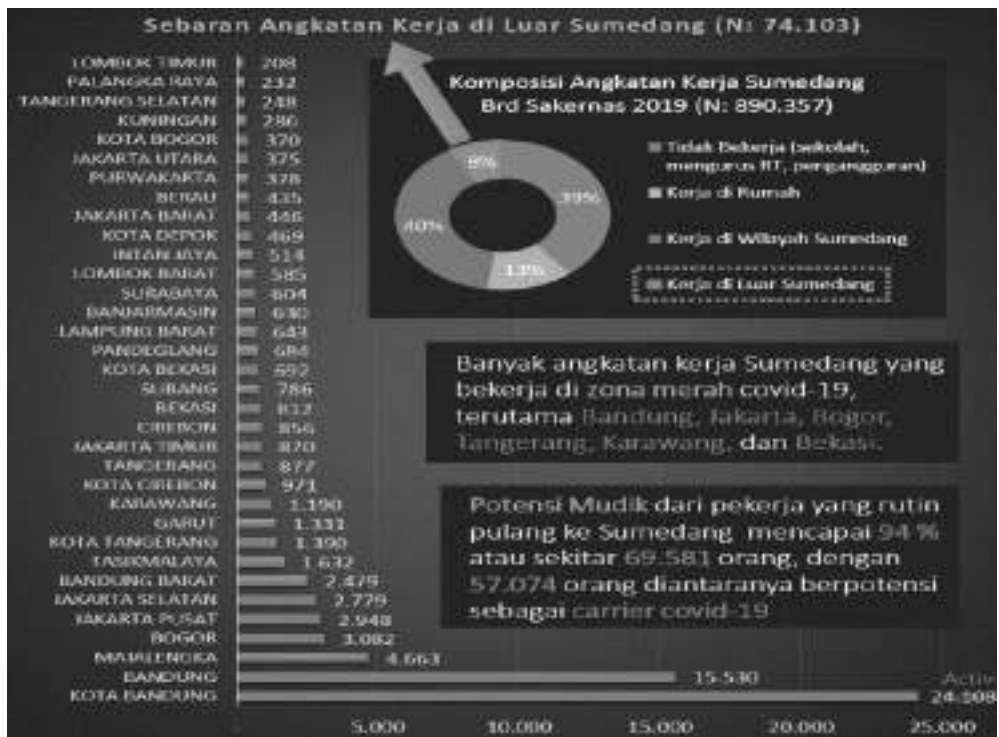 Sebaran Angkatan Kerja di Luar Sumedang (N: 74.103)
LOMBOK TIMUR 208
PALANGKA RAYA 232
TANGERANG SELATAN 248
KUNINGAN 286
KOTA BOGOR 370
JAKARTA UTARA 375
PURWAKARTA 378
BERAU 435
JAKARTA BARAT 446
KOTA DEPOK 469
INTAN JAYA 514
LOMBOK BARAT 585
SURABAYA 604
BANJARMASIN 630
LAMPUNG BARAT 643
PANDEGLANG 684
KOTA BEKASI 692
SUBANG 786
BEKASI 812
CIREBON 856
JAKARTA TIMUR 870
TANGERANG 877
KOTA CIREBON 971
KARAWANG 1.190
GARUT 1.331
KOTA TANGERANG 1.390
TASIKMALAYA 1.632
BANDUNG BARAT 2.479
JAKARTA SELATAN 2.779
JAKARTA PUSAT 2.948
BOGOR 3.082
MAJALENGKA 4.663
BANDUNG 15.530
KOTA BANDUNG 24.108
5.000 10.000 15.000 20.000 25.000
Komposisi Angkatan Kerja Sumedang
Brd Sakernas 2019 (N: 890.357)
8%
39%
40%
13%
Tidak Bekerja (sekolah,
mengurus RT, pengangguran)
Kerja di Rumah
Kerja di Wilayah Sumedang
Kerja di Luar Sumedang
Banyak angkatan kerja Sumedang yang
bekerja di zona merah covid-19,
terutama Bandung, Jakarta, Bogor,
Tangerang, Karawang, dan Bekasi.
Potensi Mudik dari pekerja yang rutin
pulang ke Sumedang mencapai 94 %
atau sekitar 69.581 orang, dengan
57.074 orang diantaranya berpotensi
sebagai carrier covid-19
Activ